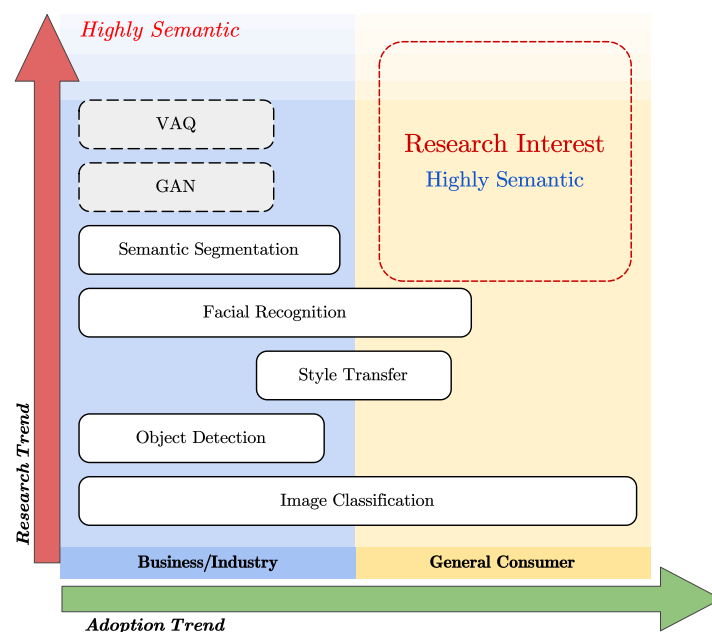 Highly Semantic
VAQ
Research Interest
Highly Semantic
GAN
Semantic Segmentation
Facial Recognition
Style Transfer
Object Detection
Image Classification
Research Trend
Business/Industry
General Consumer
Adoption Trend